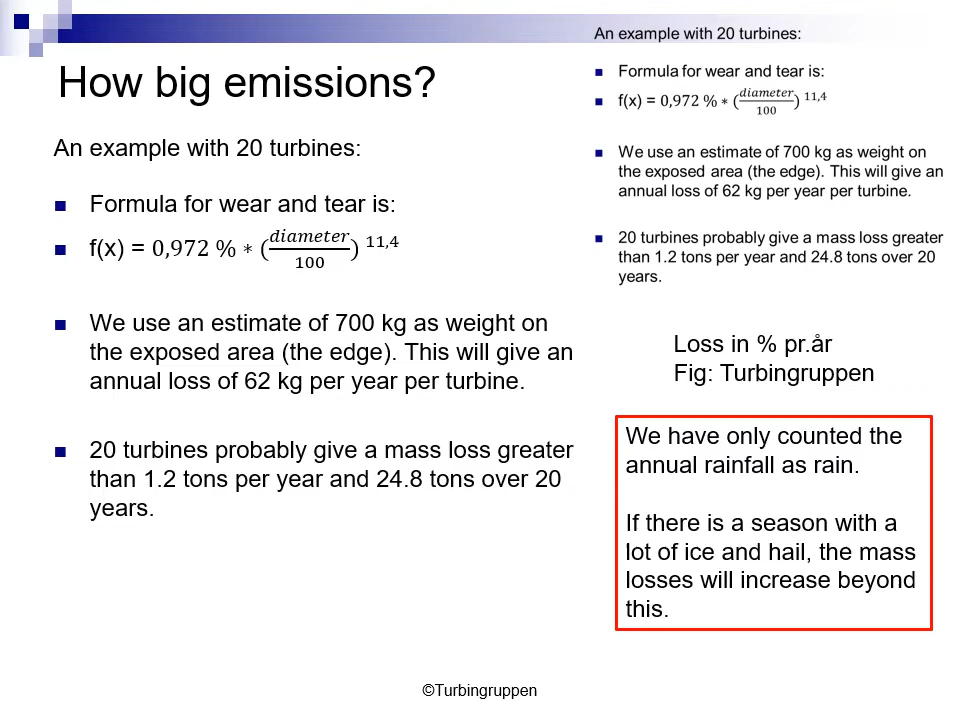 How big emissions?
An example with 20 turbines:
Formula for wear and tear is:
f(x) = 0,972 % ∗ (diameter/100) 11,4
We use an estimate of 700 kg as weight on
the exposed area (the edge). This will give an
annual loss of 62 kg per year per turbine.
20 turbines probably give a mass loss greater
than 1.2 tons per year and 24.8 tons over 20
years.
An example with 20 turbines:
Formula for wear and tear is:
f(x) = 0,972 % ∗ (diameter/100) 11,4
We use an estimate of 700 kg as weight on
the exposed area (the edge). This will give an
annual loss of 62 kg per year per turbine.
20 turbines probably give a mass loss greater
than 1.2 tons per year and 24.8 tons over 20
years.
Loss in % pr.år
Fig: Turbingruppen
We have only counted the
annual rainfall as rain.
If there is a season with a
lot of ice and hail, the mass
losses will increase beyond
this.
©Turbingruppen